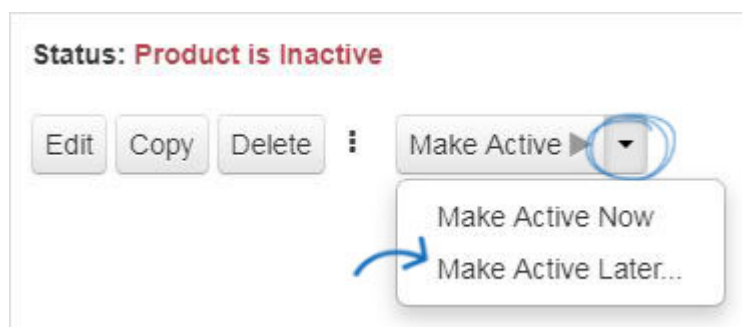 Status: Product is Inactive
Edit Copy Delete Make Active
Make Active Now
Make Active Later...